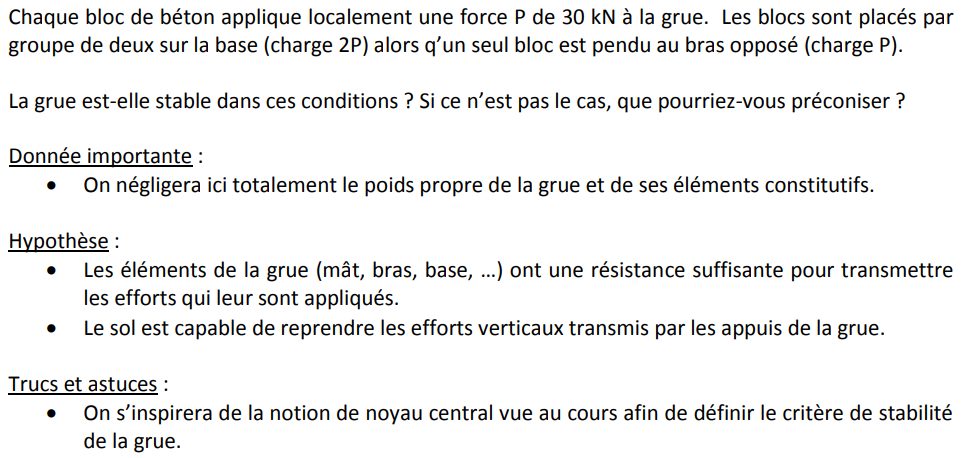 Chaque bloc de béton applique localement une force P de 30 kN à la grue. Les blocs sont placés par
groupe de deux sur la base (charge 2P) alors q’un seul bloc est pendu au bras opposé (charge P).
La grue est-elle stable dans ces conditions ? Si ce n’est pas le cas, que pourriez-vous préconiser ?
Donnée importante :
• On négligera ici totalement le poids propre de la grue et de ses éléments constitutifs.
Hypothèse :
• Les éléments de la grue (mât, bras, base, …) ont une résistance suffisante pour transmettre
les efforts qui leur sont appliqués.
• Le sol est capable de reprendre les efforts verticaux transmis par les appuis de la grue.
Trucs et astuces :
• On s’inspirera de la notion de noyau central vue au cours afin de définir le critère de stabilité
de la grue.